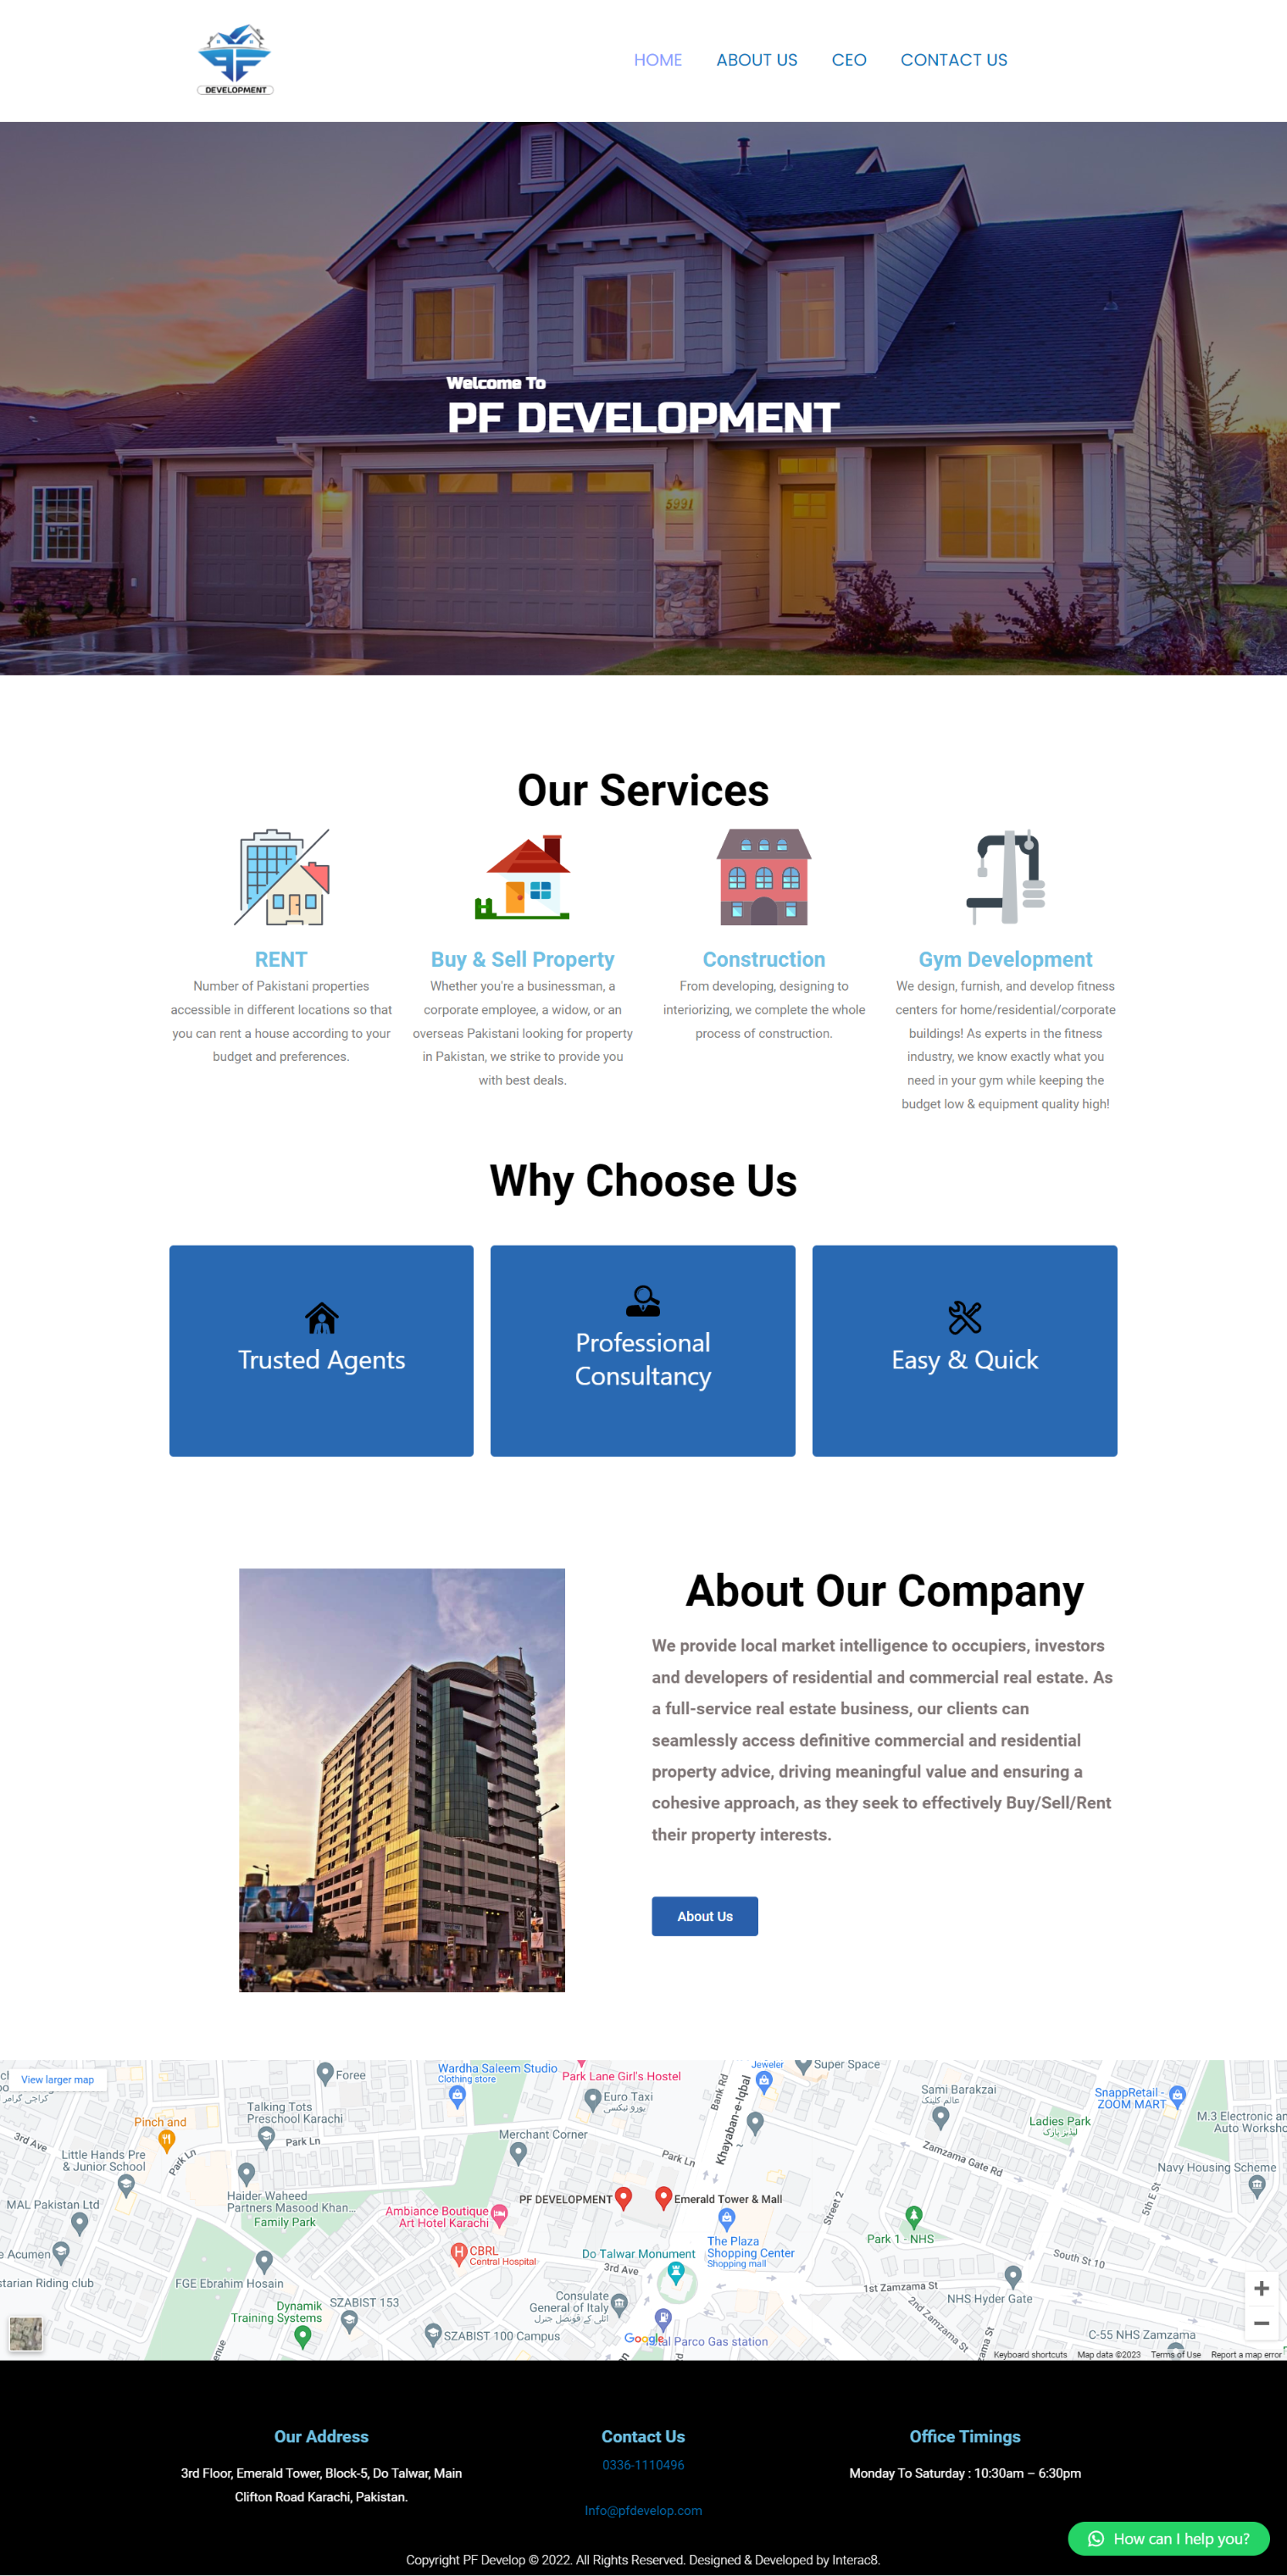 DEVELOPMENT
HOME
ABOUT US
CEO
CONTACT US
Welcome To
PF DEVELOPMENT
5991
Our Services
RENT
Number of Pakistani properties
accessible in different locations so that
you can rent a house according to your
budget and preferences.
Buy & Sell Property
Whether you're a businessman, a
corporate employee, a widow, or an
overseas Pakistani looking for property
in Pakistan, we strike to provide you
with best deals.
Construction
From developing, designing to
interiorizing, we complete the whole
process of construction.
Gym Development
We design, furnish, and develop fitness
centers for home/residential/corporate
buildings! As experts in the fitness
industry, we know exactly what you
need in your gym while keeping the
budget low & equipment quality high!
Why Choose Us
Trusted Agents
Professional
Consultancy
Easy & Quick
About Our Company
We provide local market intelligence to occupiers, investors
and developers of residential and commercial real estate. As
a full-service real estate business, our clients can
seamlessly access definitive commercial and residential
property advice, driving meaningful value and ensuring a
cohesive approach, as they seek to effectively Buy/Sell/Rent
their property interests.
About Us
View larger map
کراچی گرامر
Foree
Wardha Saleem Studio
Clothing store
Park Lane Girl's Hostel
Jeweler
Super Space
Euro Taxi
یورو ٹیکسی
Bank Rd
Khayaban-e-Iqbal
Sami Barakzai
SnappRetail -
ZOOM MART
Talking Tots
Preschool Karachi
Pinch and
Ladies Park
لیڈیز پارک
M.3 Electronic an
Auto Worksho
3rd Ave
Little Hands Pre
& Junior School
Park Ln
Park Ln
Merchant Corner
Park Ln
Zamzama Gate Rd
Navy Housing Scheme
MAL Pakistan Ltd
Haider Waheed
Partners Masood Khan...
Family Park
Ambiance Boutique
Art Hotel Karachi
PF DEVELOPMENT
Emerald Tower & Mall
Street 2
5th E St
Park 1 - NHS
The Plaza
Shopping Center
Shopping mall
e Acumen
CBRL
Central Hospital
Do Talwar Monument
3rd Ave
South St 10
starian Riding club
FGE Ebrahim Hosain
Consulate
General of Italy
1st Zamzama St
2nd Zamzama St
NHS Hyder Gate
Dynamik
Training Systems
SZABIST 153
SZABIST 100 Campus
Google
Total Parco Gas station
C-55 NHS Zamzama
Keyboard shortcuts
Map data ©2023
Terms of Use
Report a map error
Our Address
3rd Floor, Emerald Tower, Block-5, Do Talwar, Main
Clifton Road Karachi, Pakistan.
Contact Us
0336-1110496
Info@pfdevelop.com
Office Timings
Monday To Saturday : 10:30am – 6:30pm
How can I help you?
Copyright PF Develop © 2022. All Rights Reserved. Designed & Developed by Interac8.